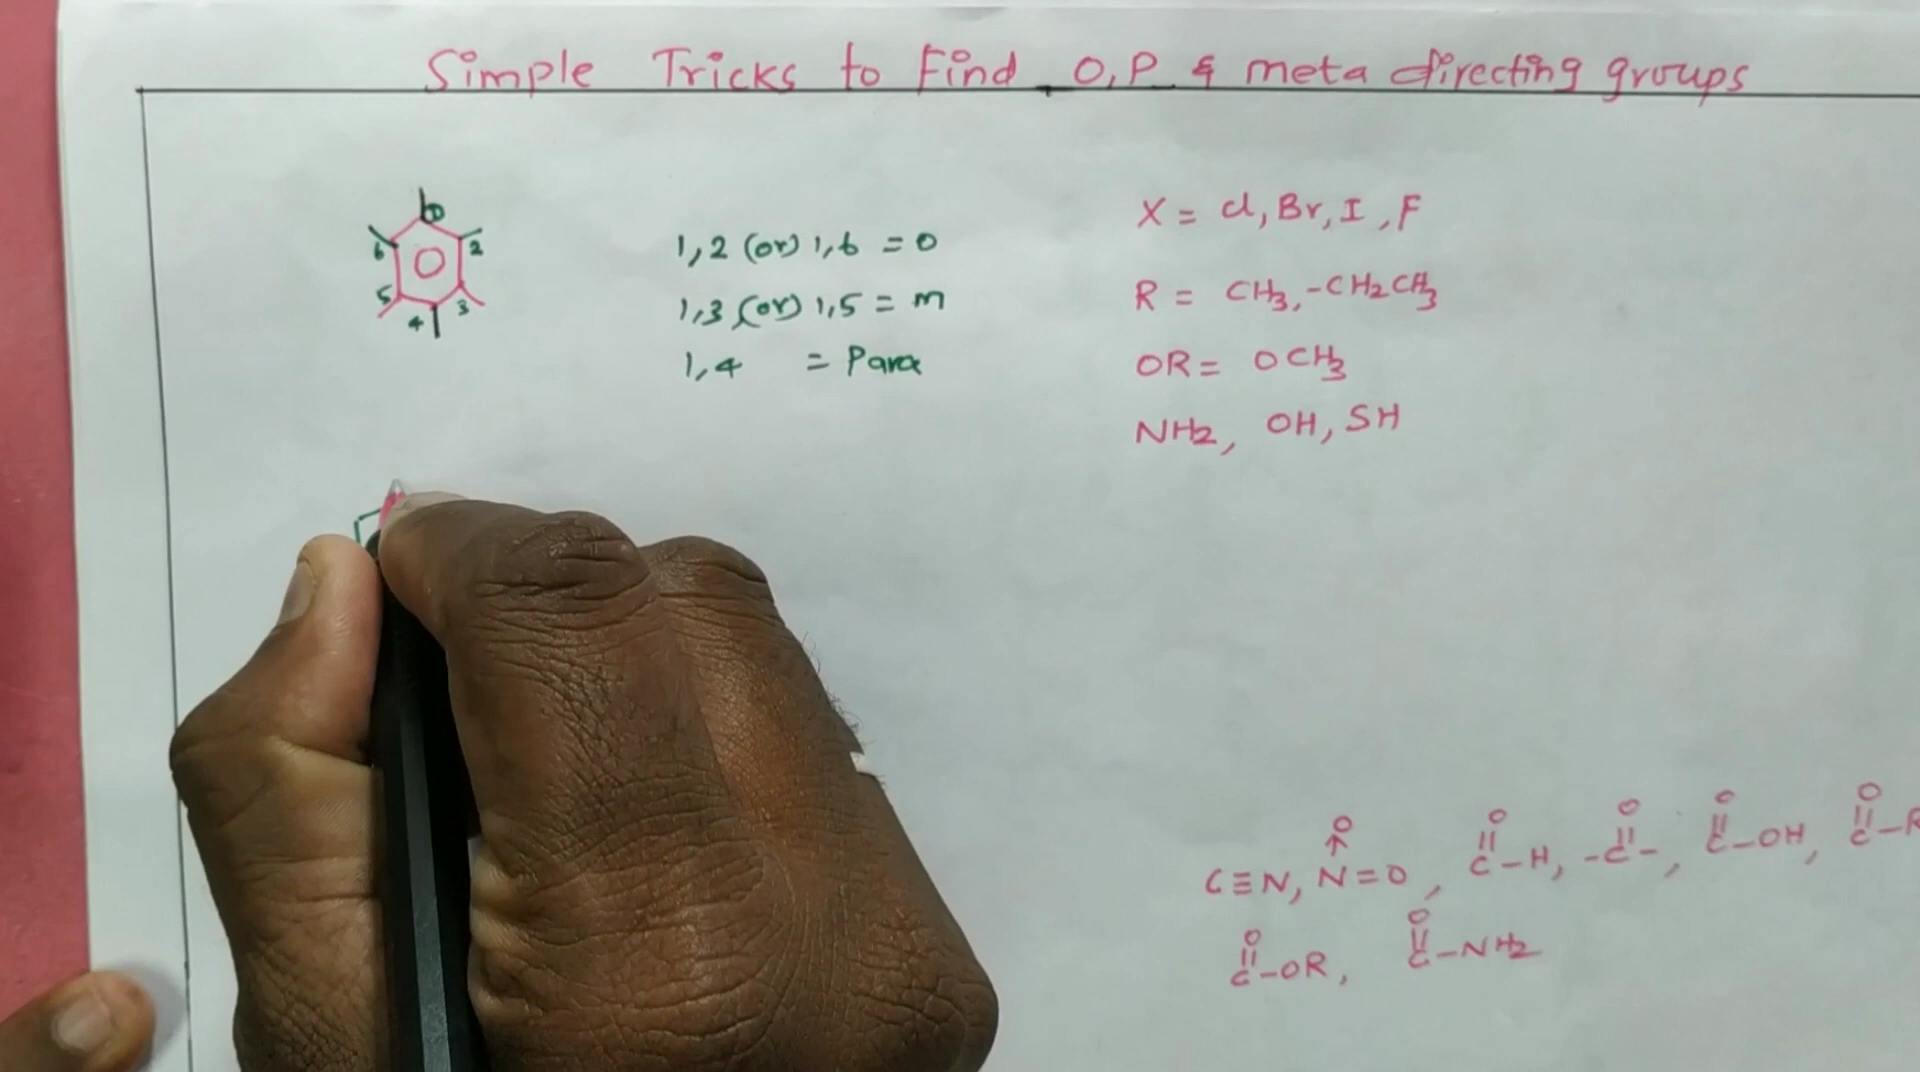 Simple Tricks to Find O,P & meta directing groups
1
6 2
5 3
4
1,2 (or) 1,6 = o
1,3 (or) 1,5 = m
1,4 = Para
X = Cl, Br, I, F
R = CH3, -CH2CH3
OR = OCH3
NH2, OH, SH
O O O O O
C≡N, N=O, C-H, -C-, C-OH, C-R
O O
C-OR, C-NH2